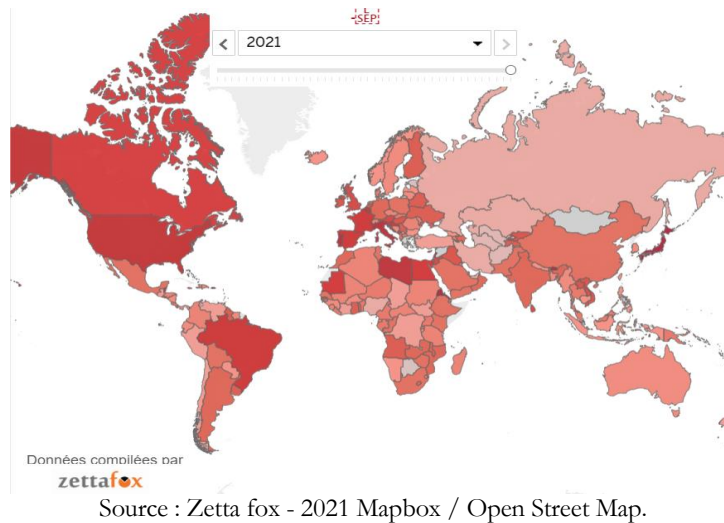 SEP
2021
Données compilées par
zettafox
Source : Zetta fox - 2021 Mapbox / Open Street Map.